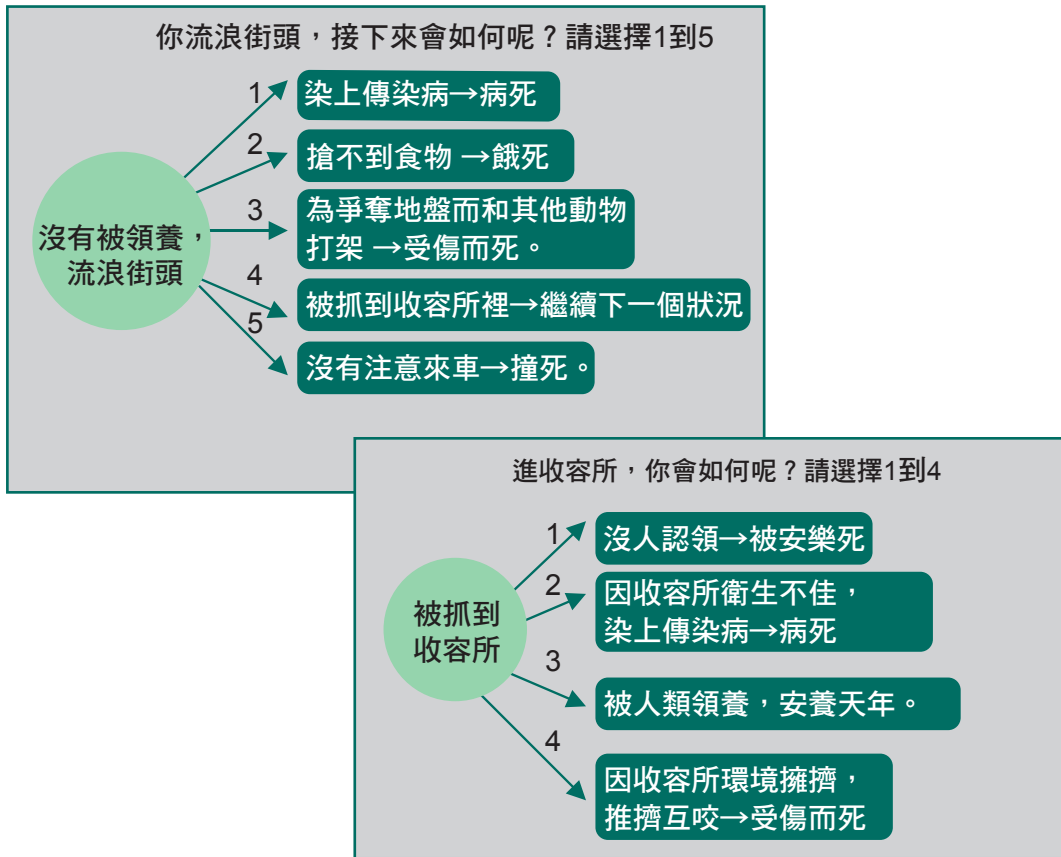 你流浪街頭，接下來會如何呢？請選擇1到5
沒有被領養，
流浪街頭
1
染上傳染病→病死
2
搶不到食物 →餓死
3
為爭奪地盤而和其他動物
打架 →受傷而死。
4
被抓到收容所裡→繼續下一個狀況
5
沒有注意來車→撞死。
進收容所，你會如何呢？請選擇1到4
被抓到
收容所
1
沒人認領→被安樂死
2
因收容所衛生不佳，
染上傳染病→病死
3
被人類領養，安養天年。
4
因收容所環境擁擠，
推擠互咬→受傷而死